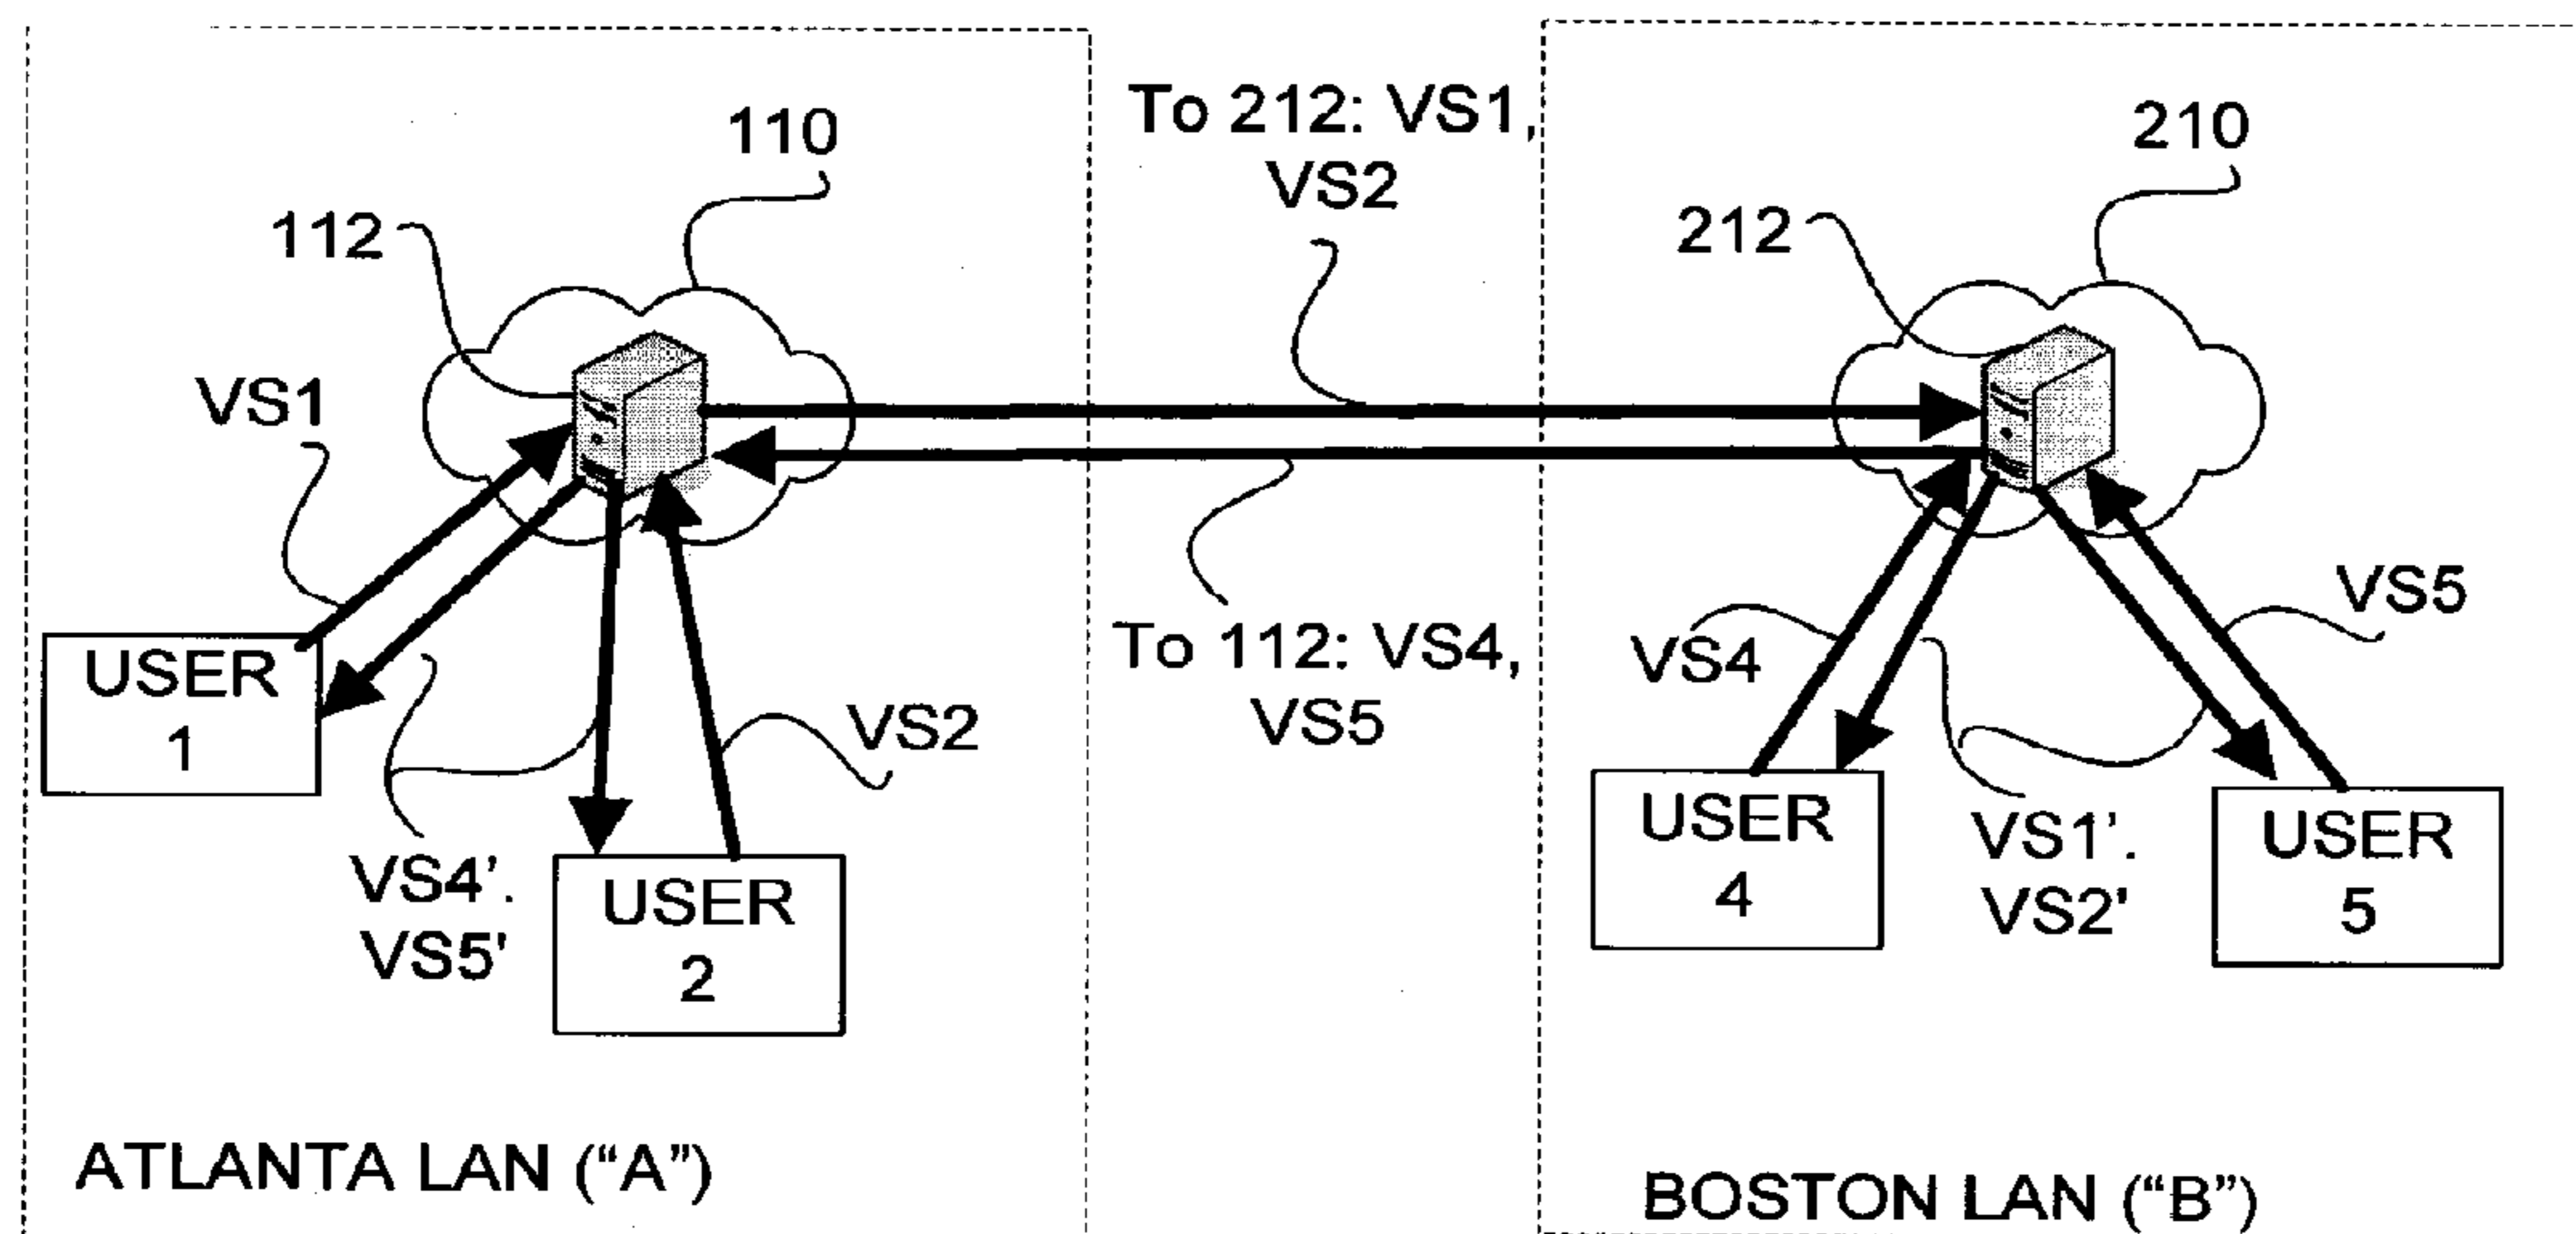 110
112
VS1
To 212: VS1,
VS2
210
212
USER
1
VS4'.
VS5'
USER
2
VS2
To 112: VS4,
VS5
VS4
VS5
USER
4
VS1'.
VS2'
USER
5
ATLANTA LAN (“A”)
BOSTON LAN (“B”)